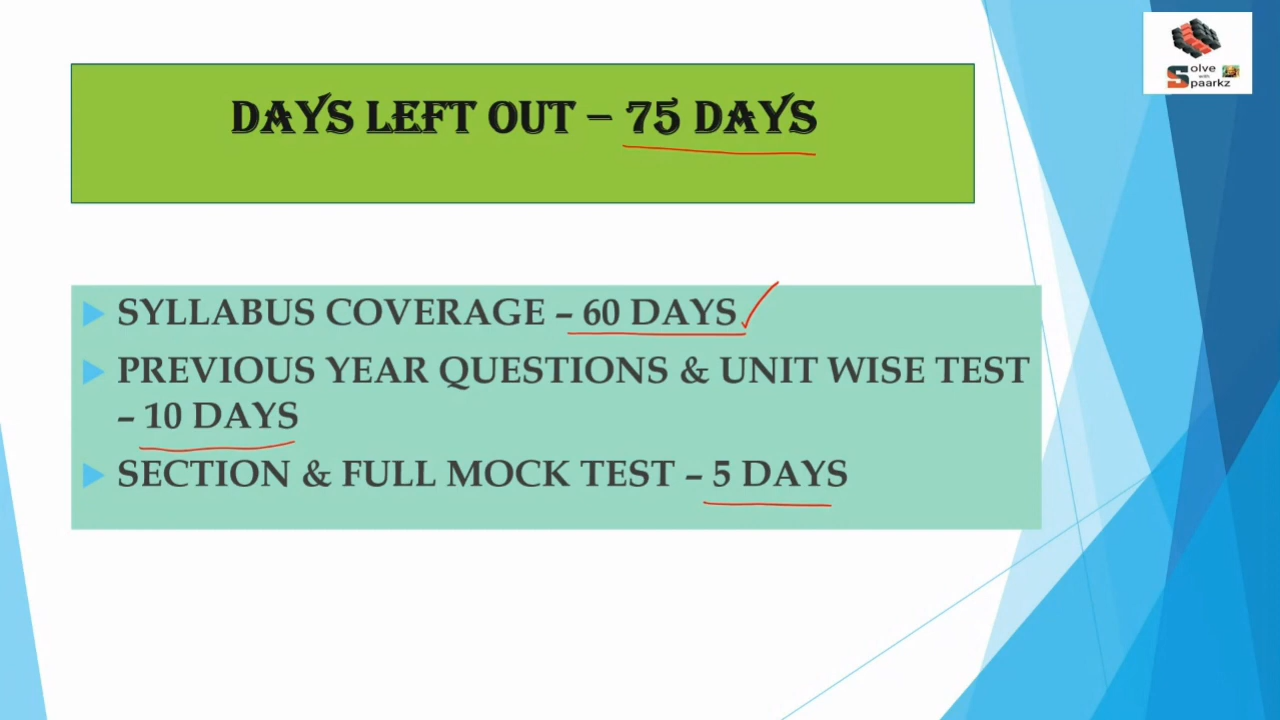 DAYS LEFT OUT – 75 DAYS
SYLLABUS COVERAGE – 60 DAYS
PREVIOUS YEAR QUESTIONS & UNIT WISE TEST
– 10 DAYS
SECTION & FULL MOCK TEST – 5 DAYS
Solve
with
Spaarkz